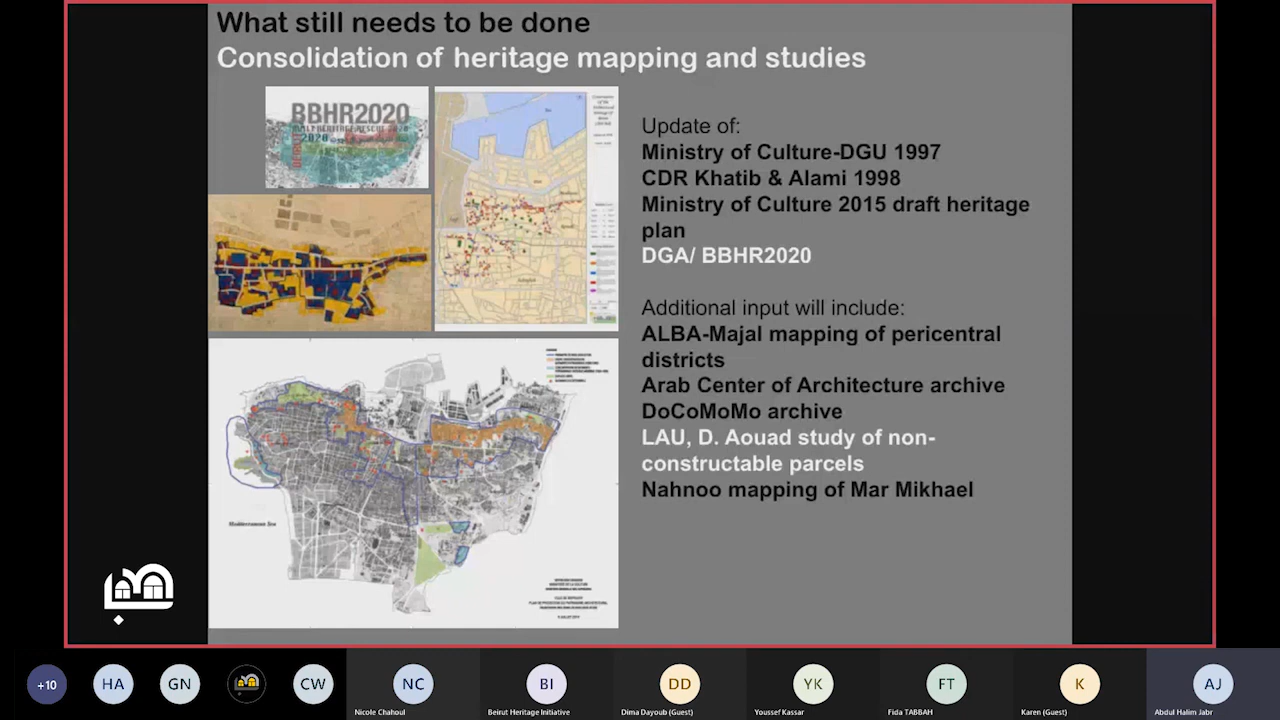 What still needs to be done
Consolidation of heritage mapping and studies
BBHR2020
Update of:
Ministry of Culture-DGU 1997
CDR Khatib & Alami 1998
Ministry of Culture 2015 draft heritage
plan
DGA/ BBHR2020
Additional input will include:
ALBA-Majal mapping of pericentral
districts
Arab Center of Architecture archive
DoCoMoMo archive
LAU, D. Aouad study of non-
constructable parcels
Nahnoo mapping of Mar Mikhael
Mediterranean Sea
+10
HA
GN
CW
NC
BI
DD
YK
FT
K
AJ
Nicole Chahoul
Beirut Heritage Initiative
Dima Dayoub (Guest)
Youssef Kassar
Fida TABBAH
Karen (Guest)
Abdul Halim Jabr